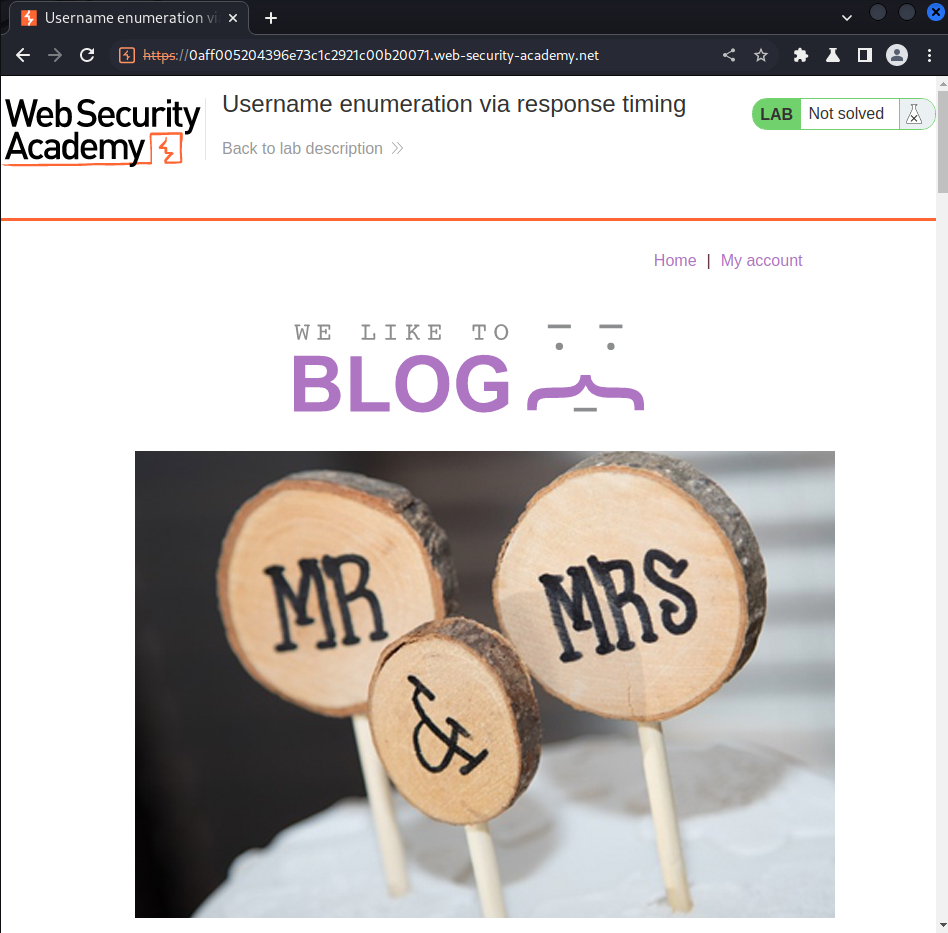 Username enumeration vi
https://0aff005204396e73c1c2921c00b20071.web-security-academy.net
Web Security
Academy
Username enumeration via response timing
Back to lab description
LAB Not solved
Home | My account
WE LIKE TO
BLOG
MR
MRS
&